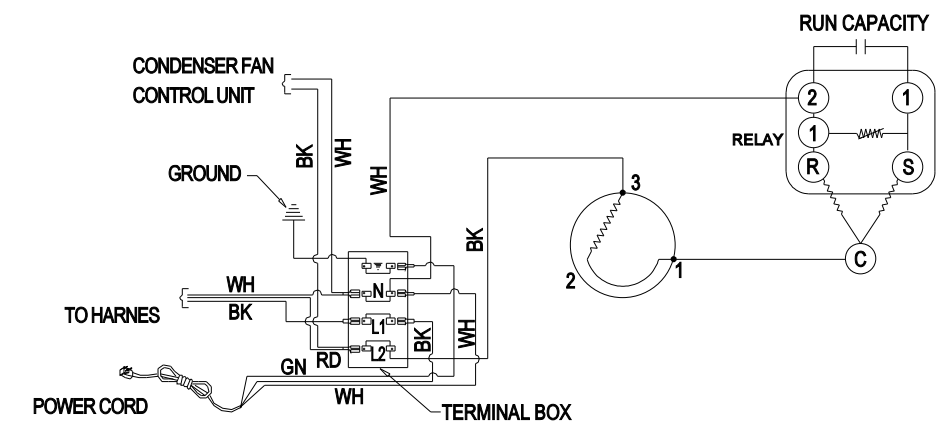 RUN CAPACITY
CONDENSER FAN
CONTROL UNIT
2
1
1
RELAY
R
S
BK
WH
WH
GROUND
3
BK
C
2
1
N
WH
BK
TO HARNES
L1
BK
WH
L2
RD
GN
WH
POWER CORD
TERMINAL BOX